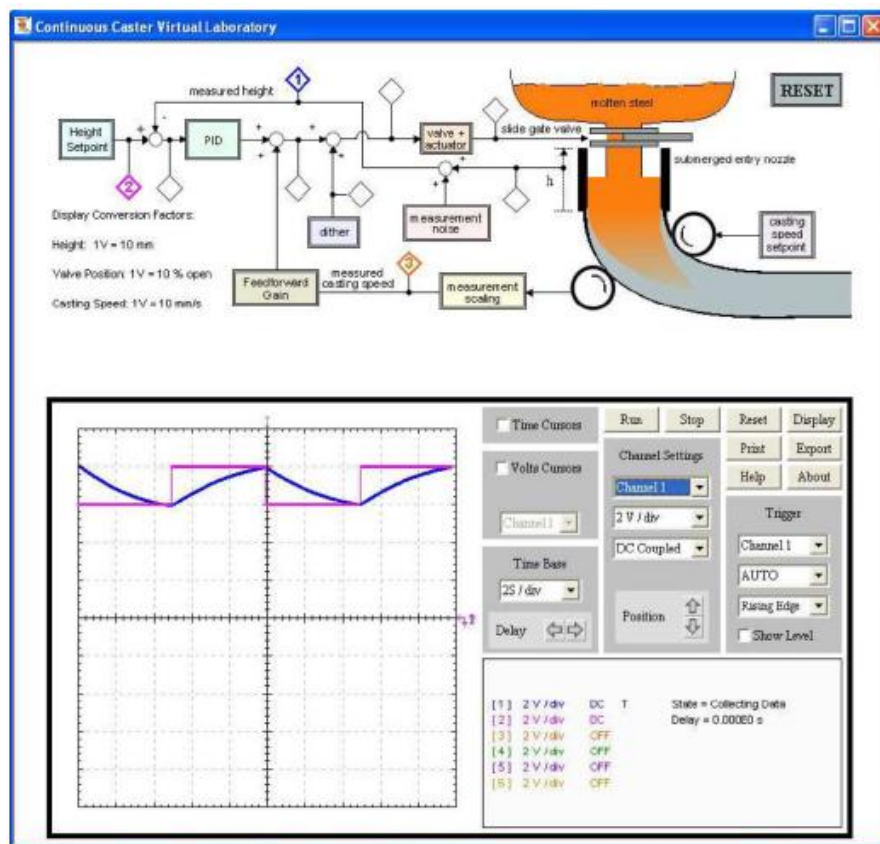 Continuous Caster Virtual Laboratory
measured height
1
molten steel
RESET
Height
Setpoint
PID
valve +
actuator
slide gate valve
submerged entry nozzle
h
2
dither
measurement
noise
casting
speed
setpoint
Display Conversion Factors:
Height: 1V = 10 mm
Valve Position: 1V = 10 % open
Casting Speed: 1V = 10 mm/s
Feedforward
Gain
measured
casting speed
3
measurement
scaling
Time Cursors
Run Stop Reset Display
Print Export
Help About
Volts Cursors
Channel 1
Channel Settings
Channel 1
2 V / div
DC Coupled
Position
Time Base
2S / div
Delay
Trigger
Channel 1
AUTO
Rising Edge
Show Level
[1] 2 V / div DC T State = Collecting Data
[2] 2 V / div DC Delay = 0.000E0 s
[3] 2 V / div OFF
[4] 2 V / div OFF
[5] 2 V / div OFF
[6] 2 V / div OFF